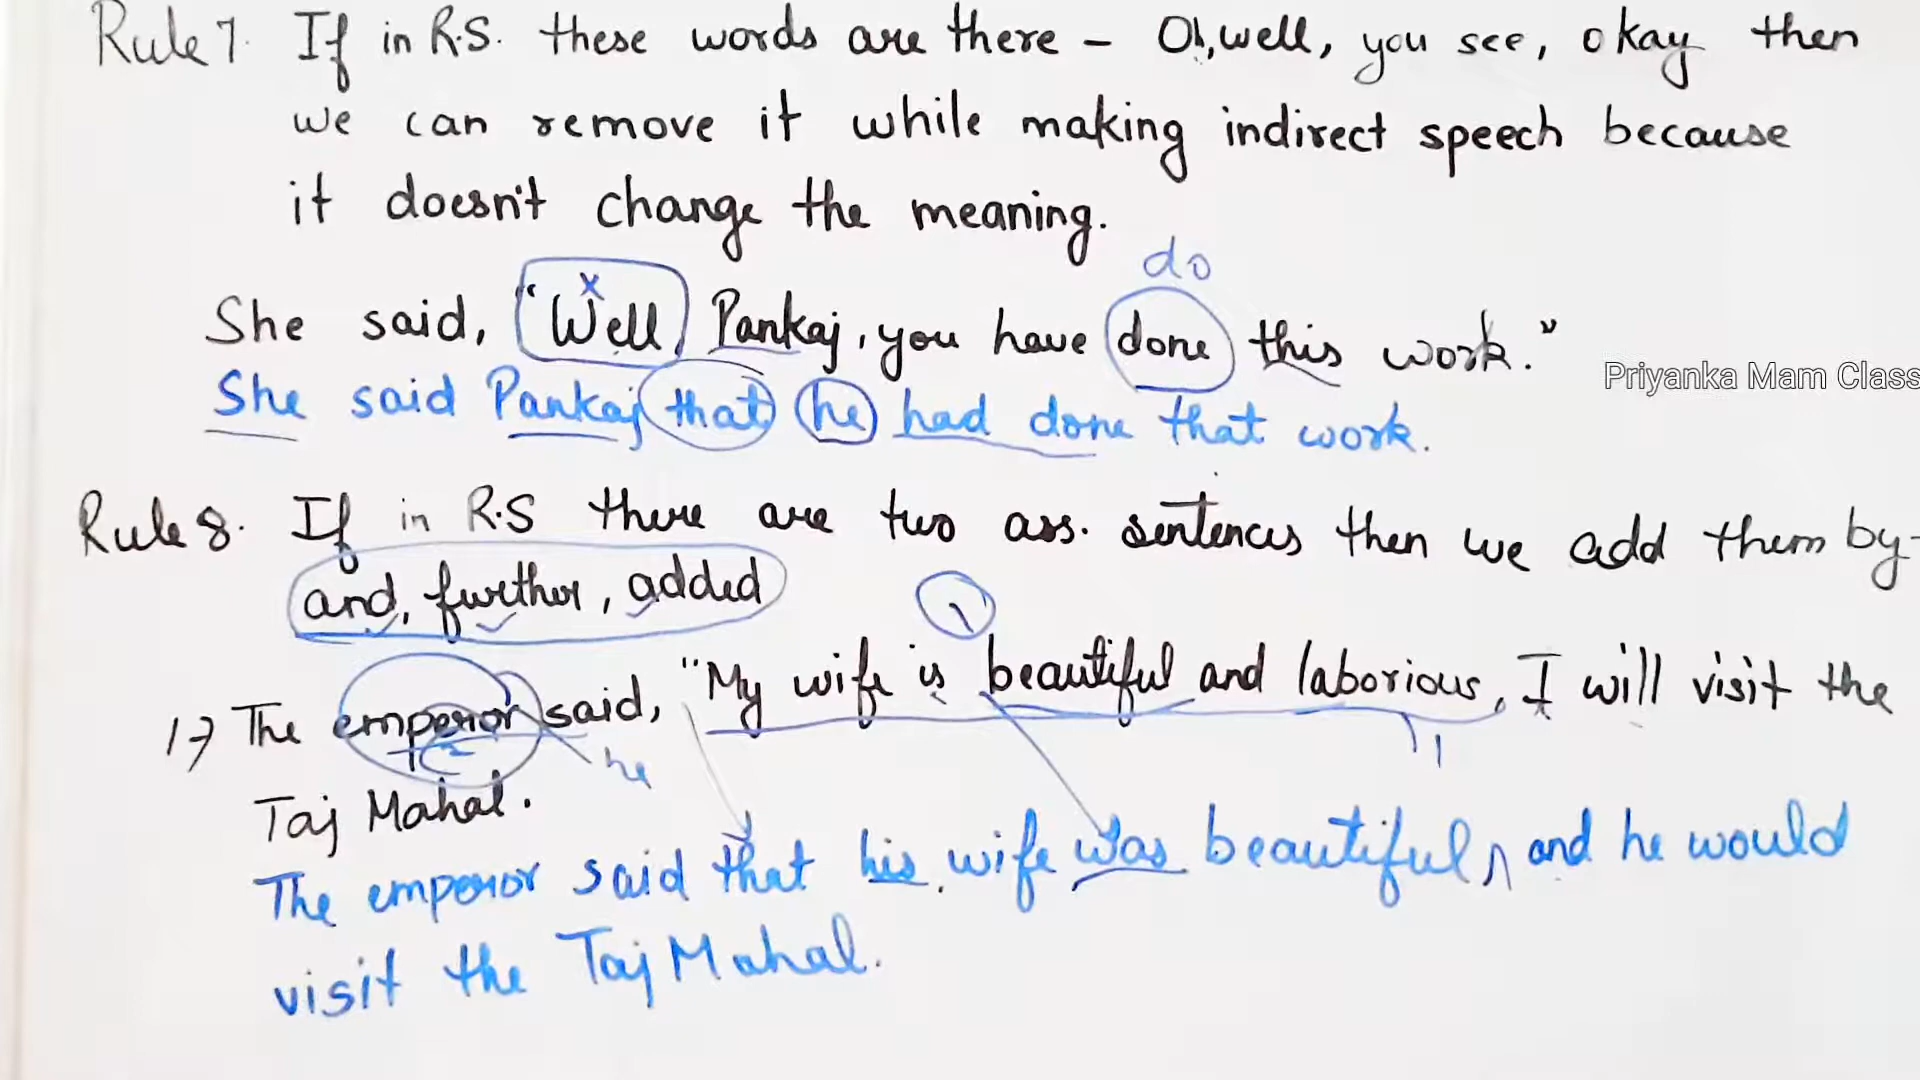 Rule 7. If in R.S. these words are there - Oh, well, you see, okay then
we can remove it while making indirect speech because
it doesn't change the meaning.
do
x
She said, "Well, Pankaj, you have done this work."
Priyanka Mam Class
She said Pankaj that he had done that work.
Rule 8. If in R.S there are two ass. sentences then we add them by-
and, further, added
1
1→ The emperor said, "My wife is beautiful and laborious, I will visit the
he
1
Taj Mahal.
The emperor said that his wife was beautiful, and he would
visit the Taj Mahal.